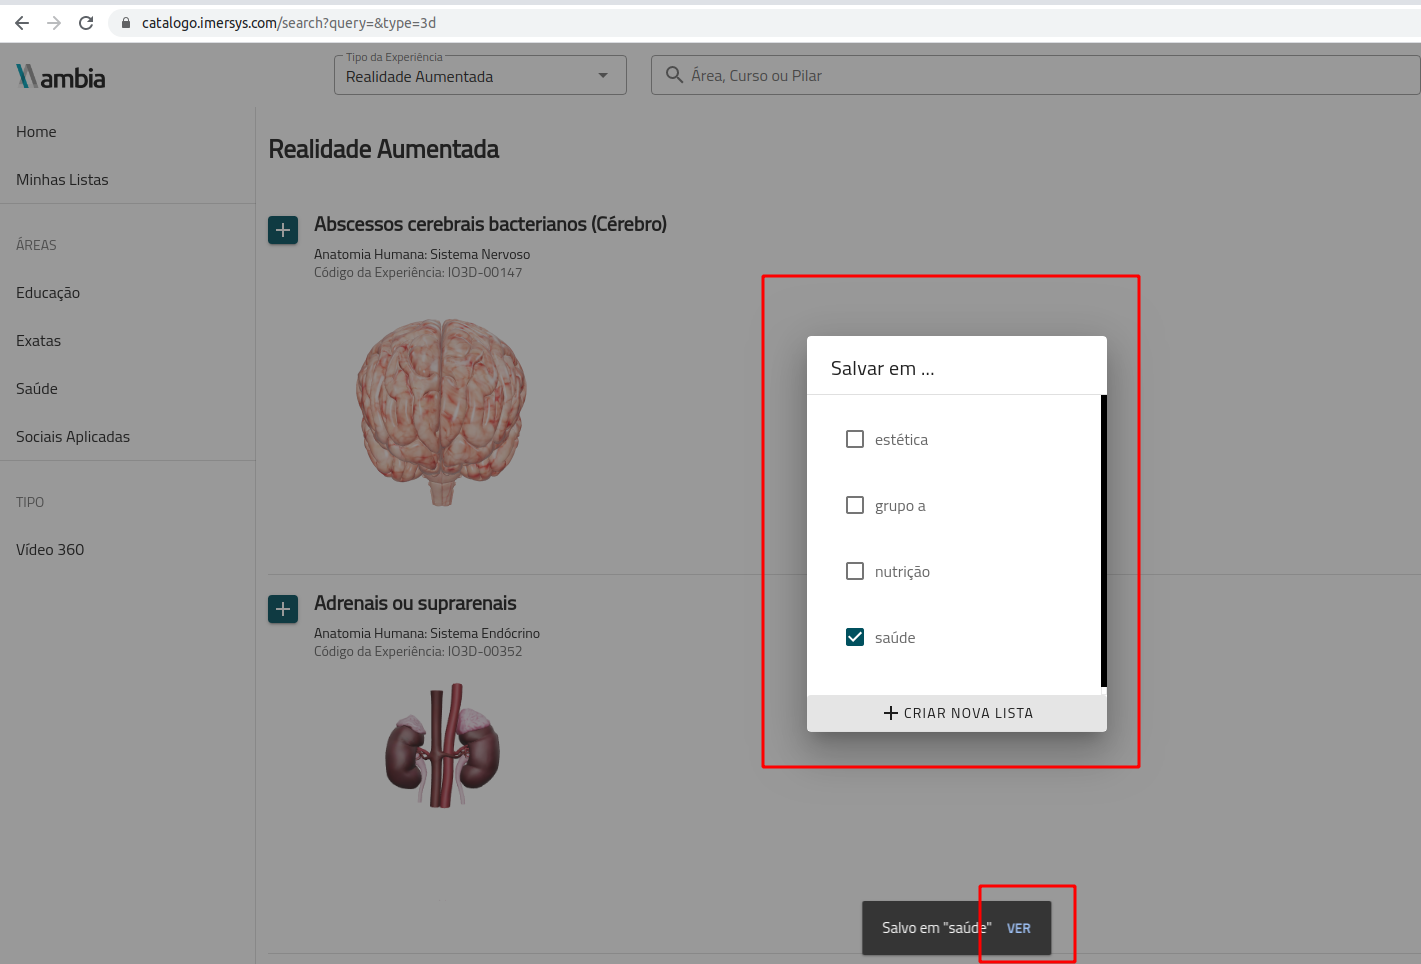 catalogo.imersys.com/search?query=&type=3d
ambia
Tipo da Experiência
Realidade Aumentada
Área, Curso ou Pilar
Home
Minhas Listas
ÁREAS
Educação
Exatas
Saúde
Sociais Aplicadas
TIPO
Vídeo 360
Realidade Aumentada
Abscessos cerebrais bacterianos (Cérebro)
Anatomia Humana: Sistema Nervoso
Código da Experiência: IO3D-00147
Adrenais ou suprarenais
Anatomia Humana: Sistema Endócrino
Código da Experiência: IO3D-00352
Salvar em ...
estética
grupo a
nutrição
saúde
CRIAR NOVA LISTA
Salvo em "saúde" VER